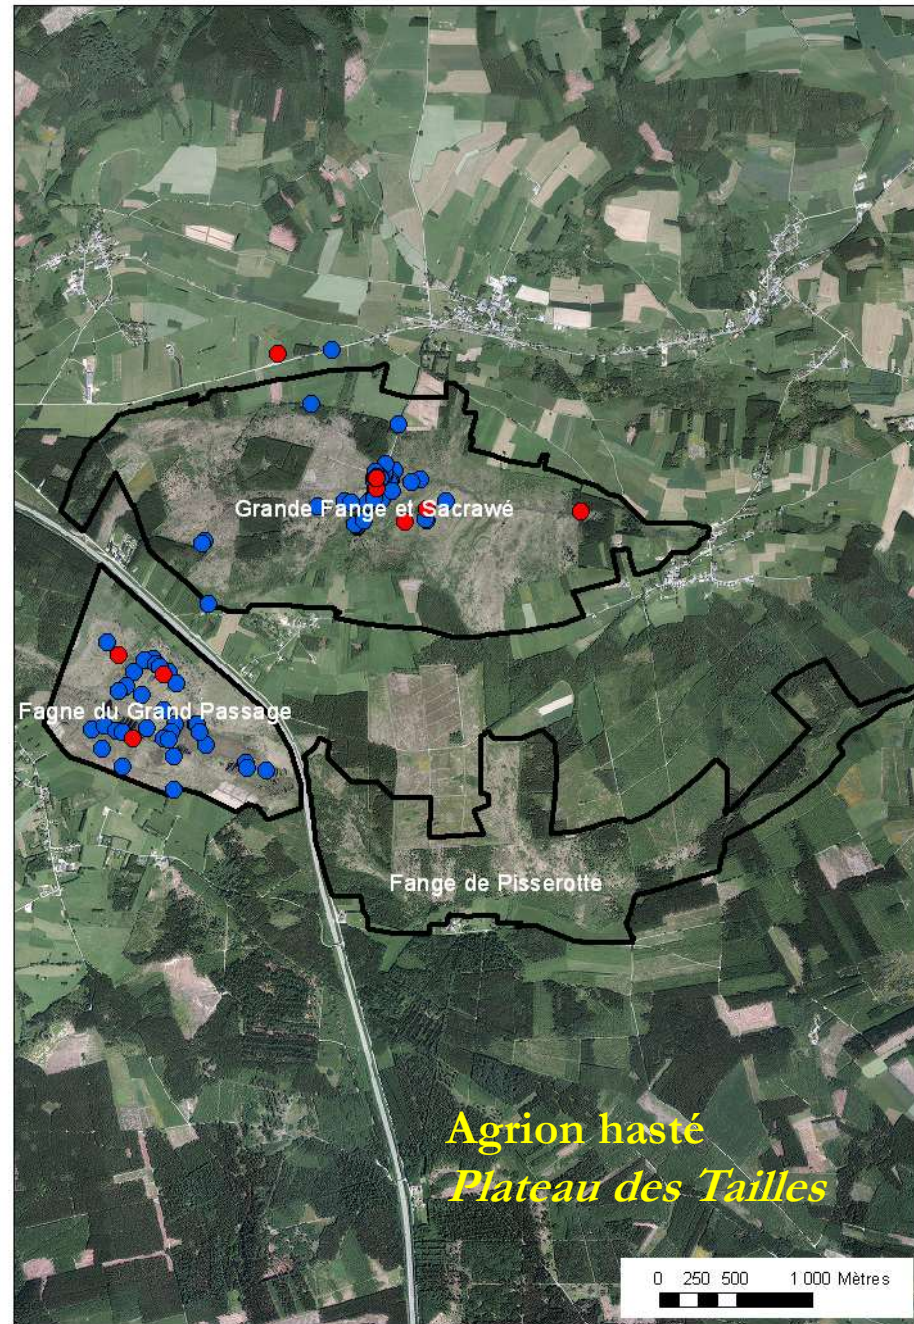 Grande Fange et Sacrawé
Fagne du Grand Passage
Fange de Pisserotte
Agrion hasté
Plateau des Tailles
0 250 500 1 000 Mètres